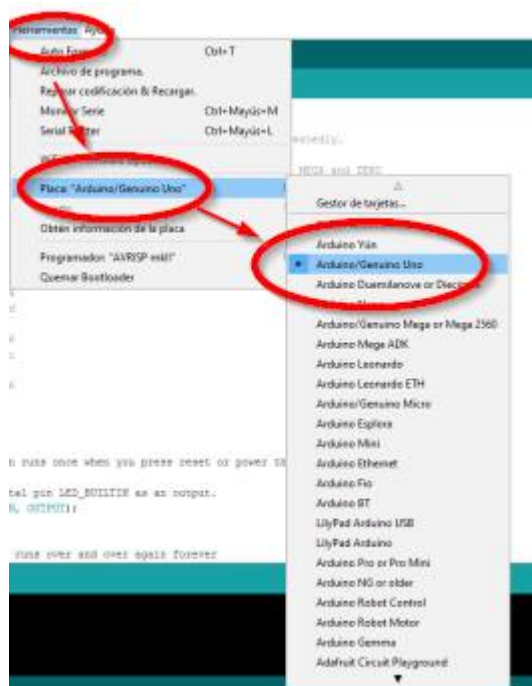 Herramientas
Auto Ctrl+T
Archivo de programa.
codificación & Recargar.
Monitor Serie Ctrl+Mayús+M
Serial Ctrl+Mayús+L
MEGA and ZERO
Placa: "Arduino/Genuino Uno"
Gestor de tarjetas...
Obtén información de la placa
Arduino Yún
Programador: "AVRISP mkII"
Arduino/Genuino Uno
Quemar Bootloader
Arduino Duemilanove or
Arduino/Genuino Mega or Mega 2560
Arduino Mega ADK
Arduino Leonardo
Arduino Leonardo ETH
Arduino/Genuino Micro
Arduino Esplora
Arduino Mini
runs once when you press reset or power
Arduino Ethernet
Arduino Fio
pin LED_BUILTIN as an output.
Arduino BT
OUTPUT);
LilyPad Arduino USB
LilyPad Arduino
runs over and over again forever
Arduino Pro or Pro Mini
Arduino NG or older
Arduino Robot Control
Arduino Robot Motor
Arduino Gemma
Adafruit Circuit Playground